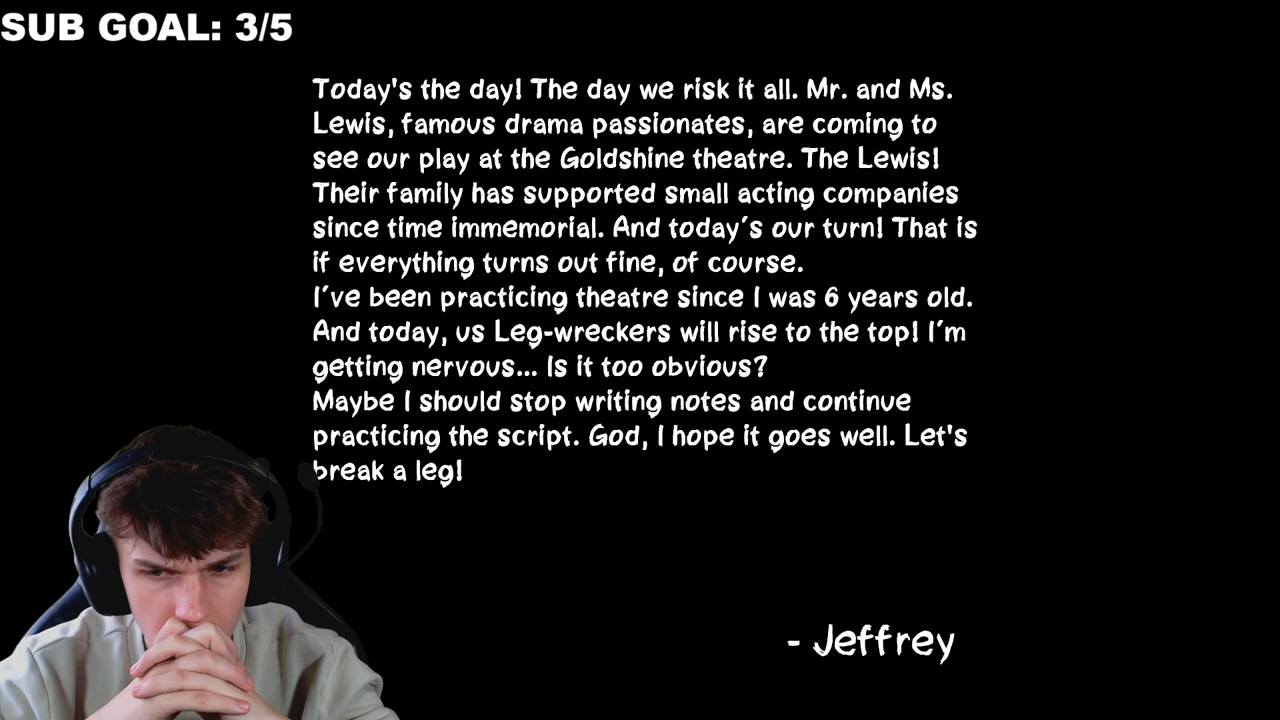 SUB GOAL: 3/5
Today's the day! The day we risk it all. Mr. and Ms.
Lewis, famous drama passionates, are coming to
see our play at the Goldshine theatre. The Lewis!
Their family has supported small acting companies
since time immemorial. And today´s our turn! That is
if everything turns out fine, of course.
I´ve been practicing theatre since I was 6 years old.
And today, us Leg-wreckers will rise to the top! I´m
getting nervous... Is it too obvious?
Maybe I should stop writing notes and continue
practicing the script. God, I hope it goes well. Let's
break a leg!
- Jeffrey